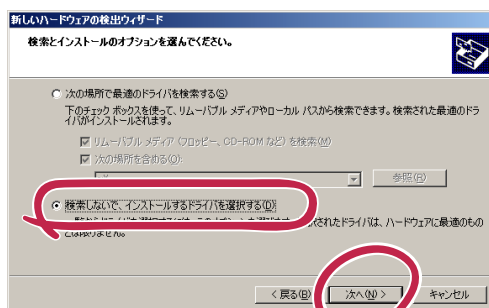 新しいハードウェアの検出ウィザード
検索とインストールのオプションを選んでください。
次の場所で最適のドライバを検索する(S)
下のチェック ボックスを使って、リムーバブル メディアやローカル パスから検索できます。検索された最適のドラ
イバがインストールされます。
リムーバブル メディア (フロッピー、CD-ROM など) を検索(M)
次の場所を含める(O):
参照(R)
検索しないで、インストールするドライバを選択する(D)
されたドライバは、ハードウェアに最適のもの
とは限りません。
< 戻る(B) 次へ(N) > キャンセル